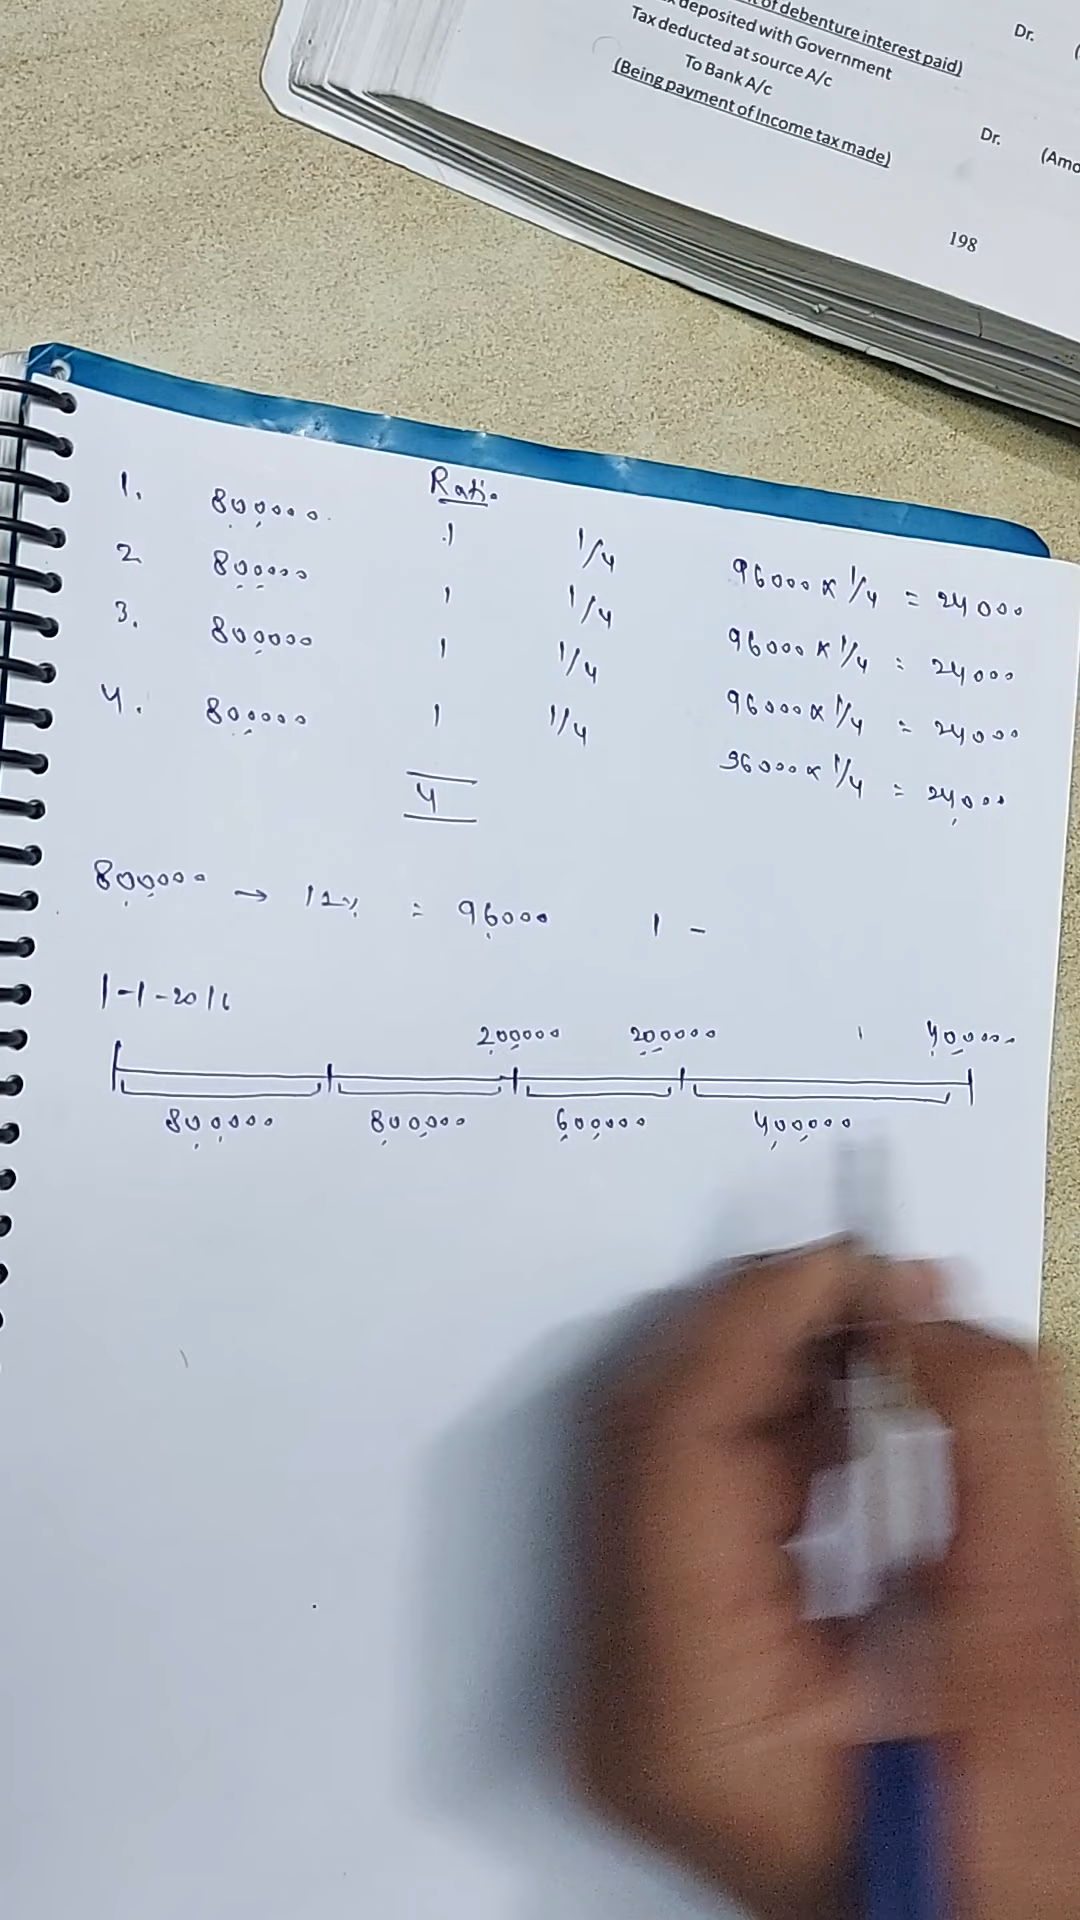 of debenture interest paid)
deposited with Government
Dr.
Tax deducted at source A/c
To Bank A/c
(Being payment of Income tax made)
Dr.
(Amo
198
Ratio
1. 800000 1 1/4 96000 x 1/4 = 24000
2 800000 1 1/4 96000 x 1/4 = 24000
3. 800000 1 1/4 96000 x 1/4 = 24000
4. 800000 1 1/4 96000 x 1/4 = 24000
4
800000 → 12% = 96000 1 -
1-1-2016
200000 200000 400000
800000 800000 600000 400000